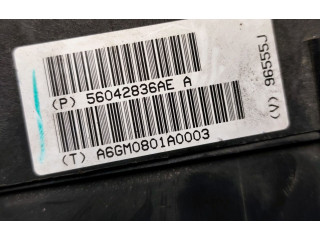 (P) 56042836AE A
(T) A6GM0801A0003
(V) 96555J